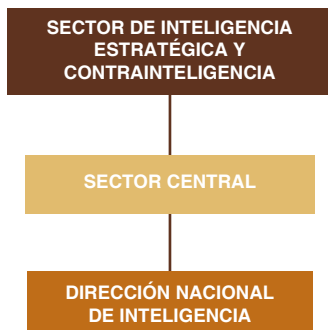 SECTOR DE INTELIGENCIA
ESTRATÉGICA Y
CONTRAINTELIGENCIA
SECTOR CENTRAL
DIRECCIÓN NACIONAL
DE INTELIGENCIA